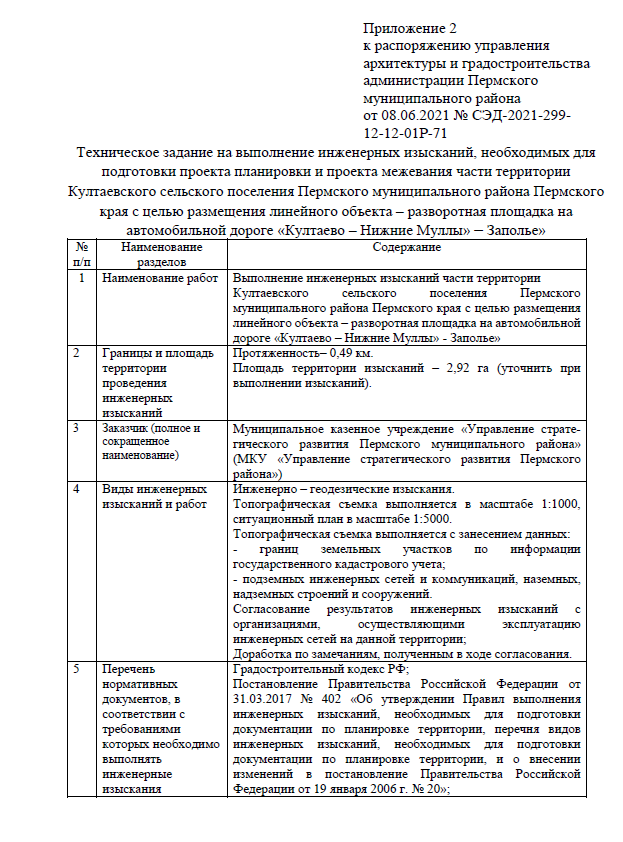 Приложение 2
к распоряжению управления
архитектуры и градостроительства
администрации Пермского
муниципального района
от 08.06.2021 № СЭД-2021-299-
12-12-01Р-71
Техническое задание на выполнение инженерных изысканий, необходимых для
подготовки проекта планировки и проекта межевания части территории
Култаевского сельского поселения Пермского муниципального района Пермского
края с целью размещения линейного объекта – разворотная площадка на
автомобильной дороге «Култаево – Нижние Муллы» – Заполье»
№
п/п
Наименование
разделов
Содержание
1
Наименование работ
Выполнение инженерных изысканий части территории
Култаевского сельского поселения Пермского
муниципального района Пермского края с целью размещения
линейного объекта – разворотная площадка на автомобильной
дороге «Култаево – Нижние Муллы» - Заполье»
2
Границы и площадь
территории
проведения
инженерных
изысканий
Протяженность– 0,49 км.
Площадь территории изысканий – 2,92 га (уточнить при
выполнении изысканий).
3
Заказчик (полное и
сокращенное
наименование)
Муниципальное казенное учреждение «Управление страте-
гического развития Пермского муниципального района»
(МКУ «Управление стратегического развития Пермского
района»)
4
Виды инженерных
изысканий и работ
Инженерно – геодезические изыскания.
Топографическая съемка выполняется в масштабе 1:1000,
ситуационный план в масштабе 1:5000.
Топографическая съемка выполняется с занесением данных:
- границ земельных участков по информации
государственного кадастрового учета;
- подземных инженерных сетей и коммуникаций, наземных,
надземных строений и сооружений.
Согласование результатов инженерных изысканий с
организациями, осуществляющими эксплуатацию
инженерных сетей на данной территории;
Доработка по замечаниям, полученным в ходе согласования.
5
Перечень
нормативных
документов, в
соответствии с
требованиями
которых необходимо
выполнять
инженерные
изыскания
Градостроительный кодекс РФ;
Постановление Правительства Российской Федерации от
31.03.2017 № 402 «Об утверждении Правил выполнения
инженерных изысканий, необходимых для подготовки
документации по планировке территории, перечня видов
инженерных изысканий, необходимых для подготовки
документации по планировке территории, и о внесении
изменений в постановление Правительства Российской
Федерации от 19 января 2006 г. № 20»;